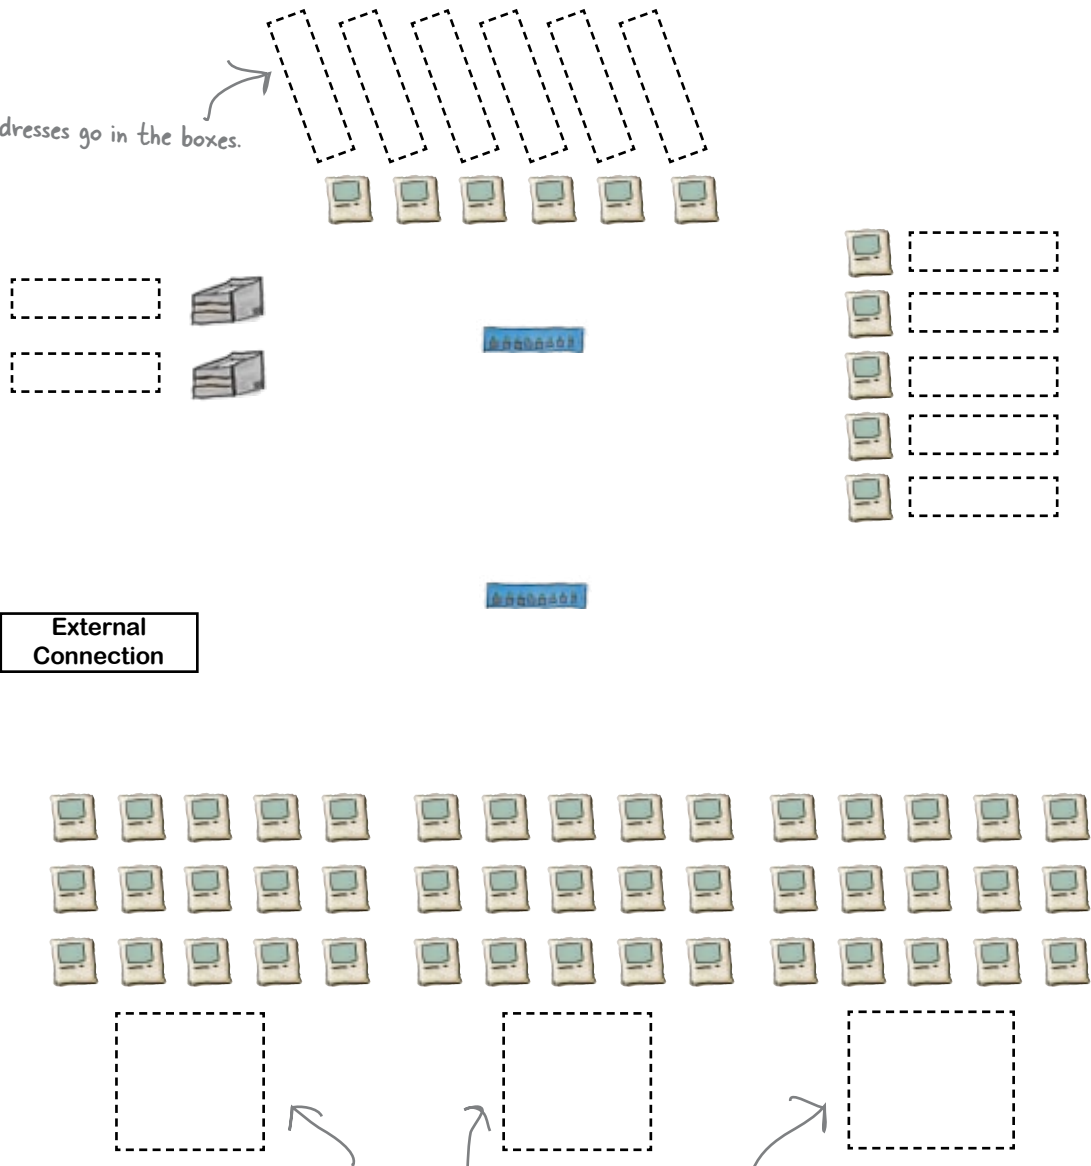 dresses go in the boxes.
External
Connection